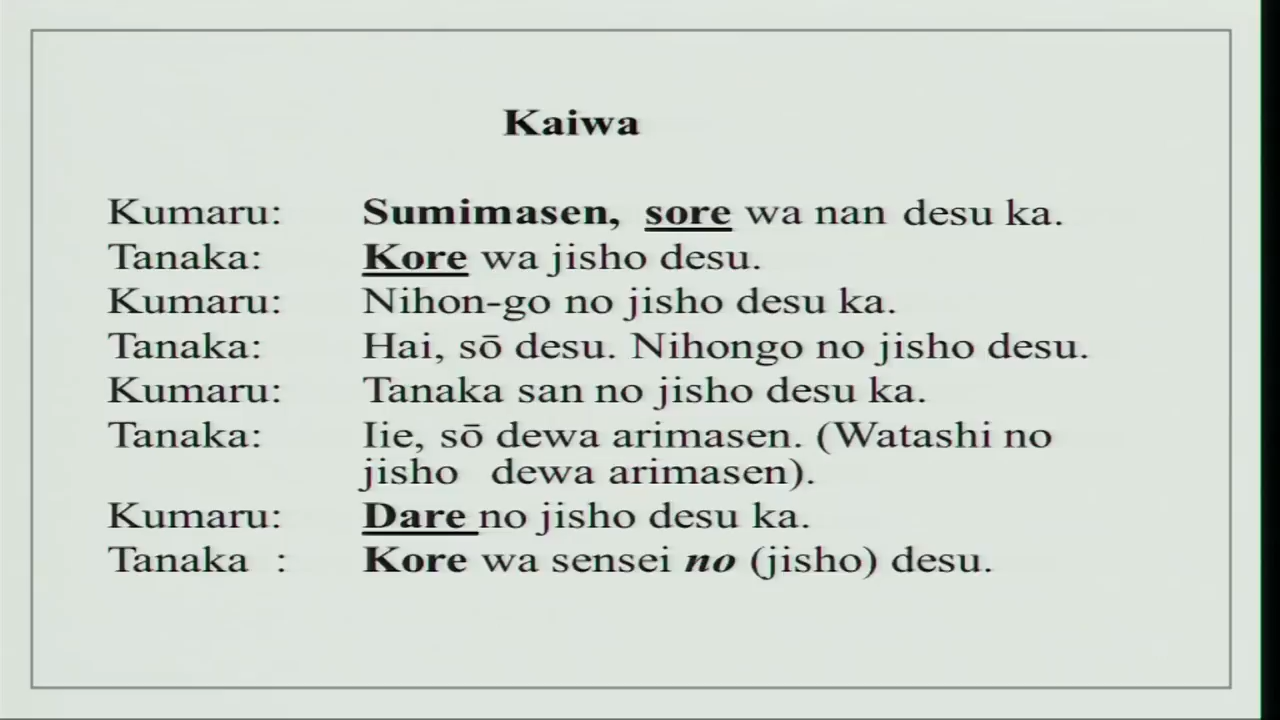 Kaiwa
Kumaru: Sumimasen, sore wa nan desu ka.
Tanaka: Kore wa jisho desu.
Kumaru: Nihon-go no jisho desu ka.
Tanaka: Hai, sō desu. Nihongo no jisho desu.
Kumaru: Tanaka san no jisho desu ka.
Tanaka: Iie, sō dewa arimasen. (Watashi no
jisho dewa arimasen).
Kumaru: Dare no jisho desu ka.
Tanaka : Kore wa sensei no (jisho) desu.